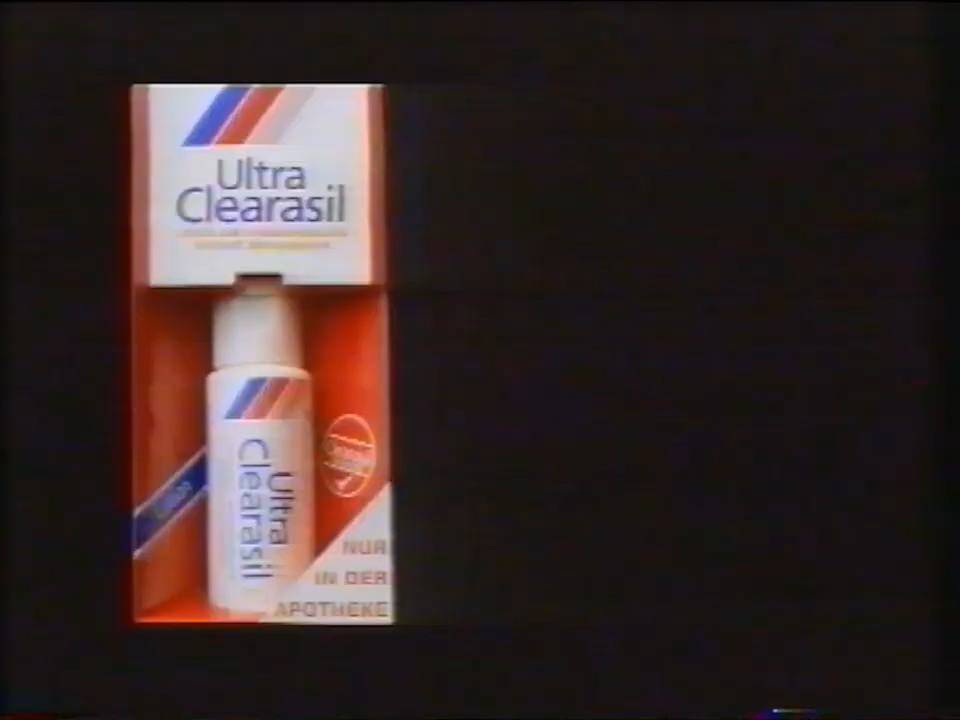 Ultra
Clearasil
Ultra
Clearasil
NUR
IN DER
APOTHEKE